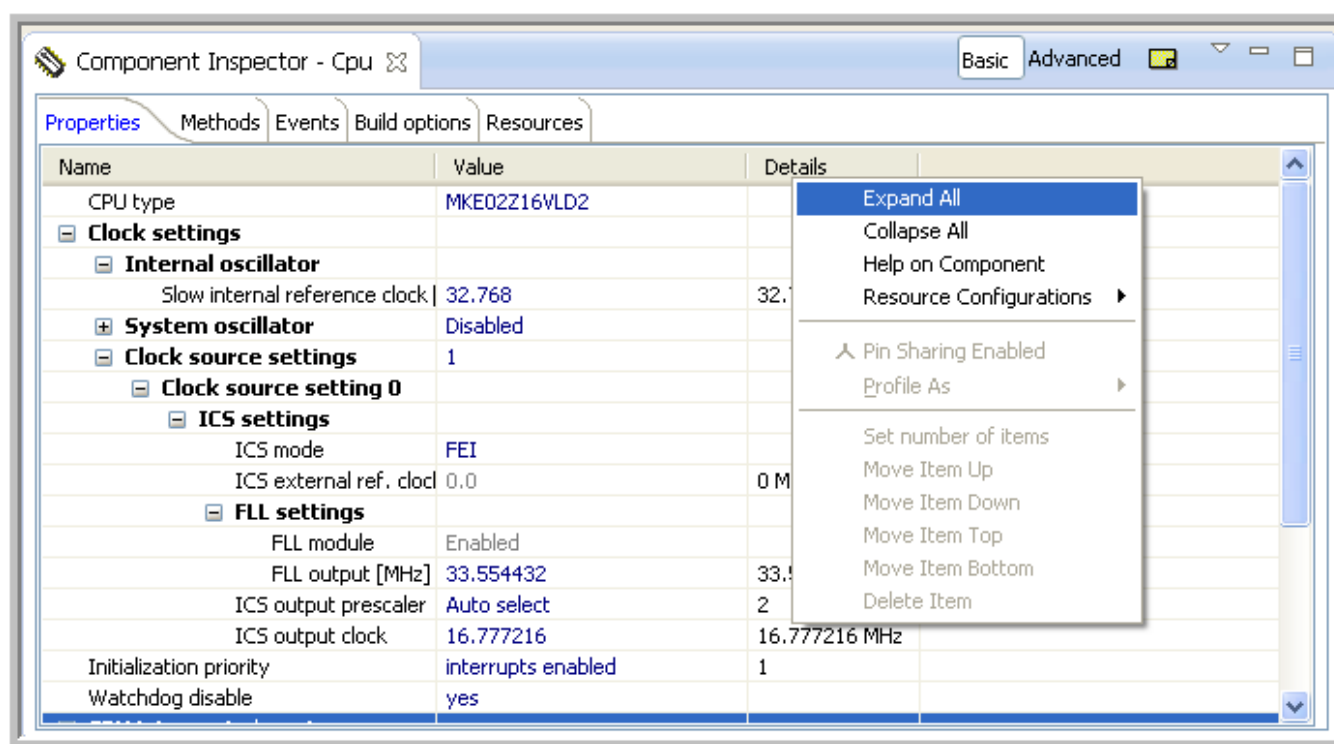 Component Inspector - Cpu Basic Advanced
Properties Methods Events Build options Resources
Name Value Details
CPU type MKE02Z16VLD2
Clock settings
Internal oscillator
Slow internal reference clock 32.768 32.
System oscillator Disabled
Clock source settings 1
Clock source setting 0
ICS settings
ICS mode FEI
ICS external ref. cloc 0.0 0 M
FLL settings
FLL module Enabled
FLL output [MHz] 33.554432 33.
ICS output prescaler Auto select 2
ICS output clock 16.777216 16.777216 MHz
Initialization priority interrupts enabled 1
Watchdog disable yes
Expand All
Collapse All
Help on Component
Resource Configurations
Pin Sharing Enabled
Profile As
Set number of items
Move Item Up
Move Item Down
Move Item Top
Move Item Bottom
Delete Item